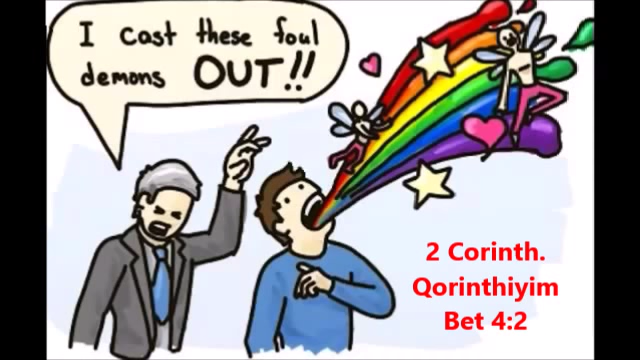 I cast these foul
demons OUT!!
2 Corinth.
Qorinthiyim
Bet 4:2